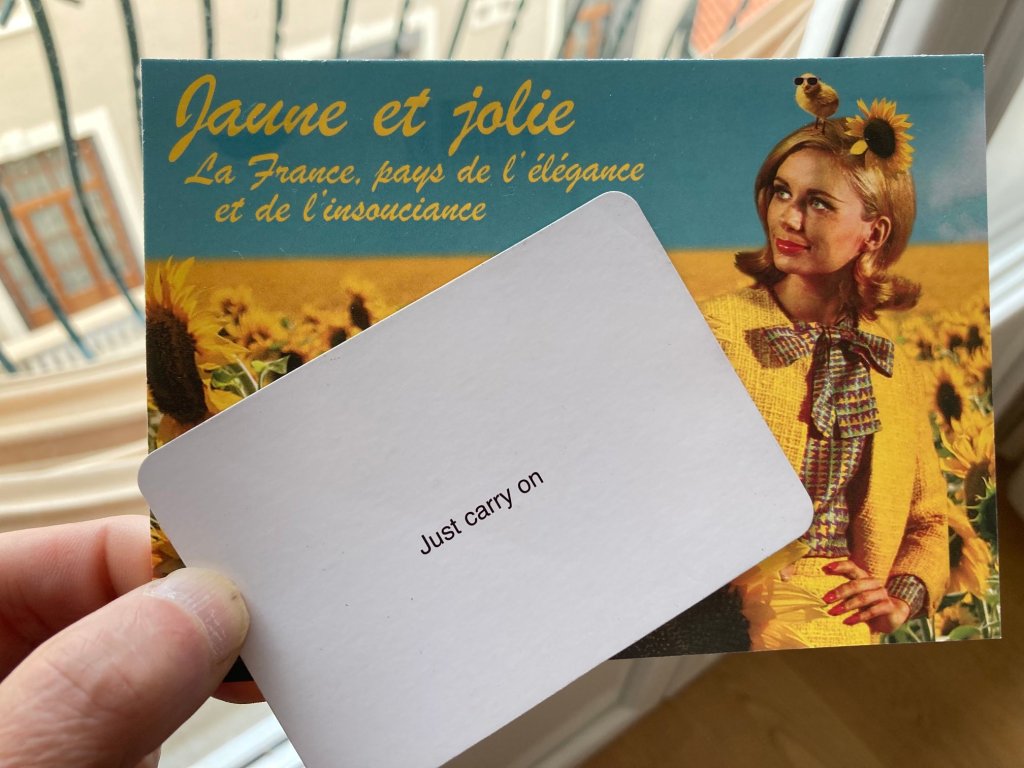 Jaune et jolie
La France, pays de l'élégance
et de l'insouciance
Just carry on